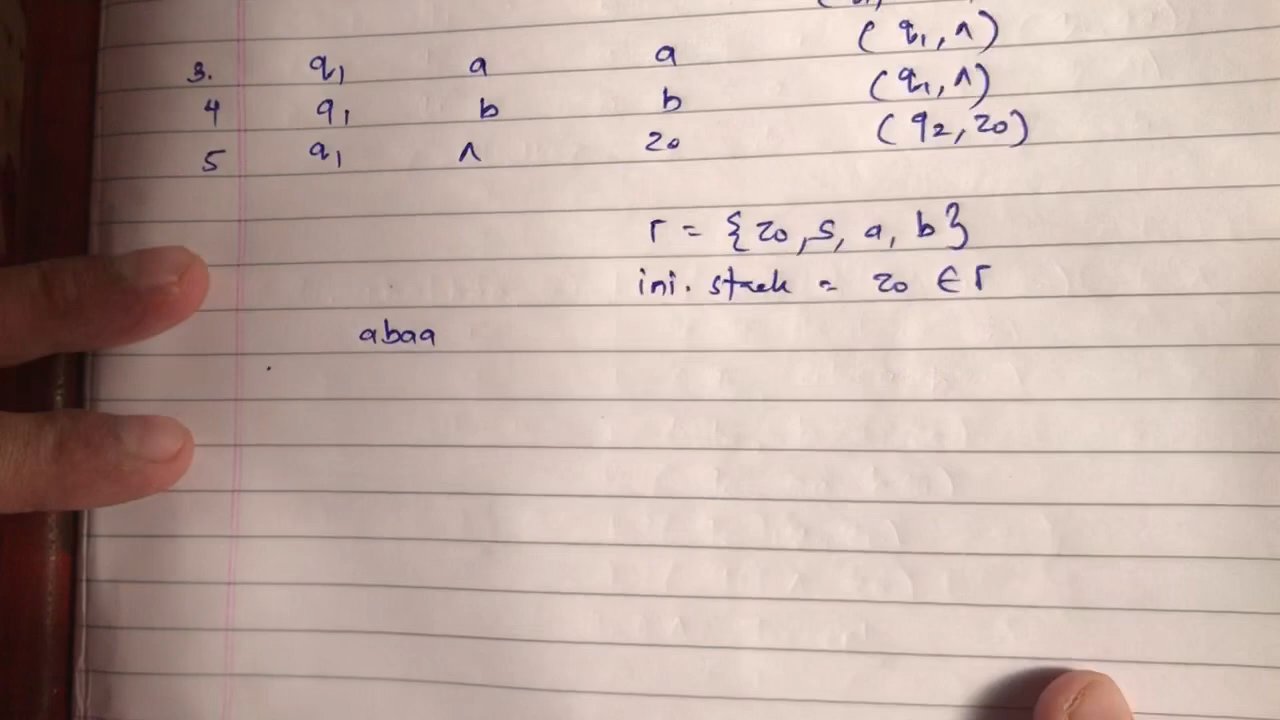 (q₁, ʌ)
3. q₁ a a
(q₁, ʌ)
4 q₁ b b
(q₂, z0)
5 q₁ ʌ z0
Γ = {z0, S, a, b}
ini. stack = z0 ∈ Γ
abaa